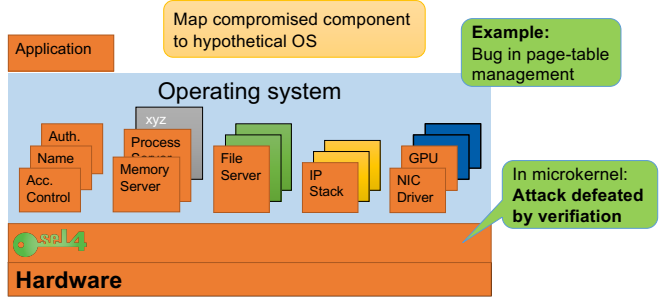 Map compromised component
to hypothetical OS
Example:
Bug in page-table
management
Application
Operating system
xyz
Auth.
Name
Acc.
Control
Process
Memory
Server
File
Server
IP
Stack
GPU
NIC
Driver
In microkernel:
Attack defeated
by verifiation
seL4
Hardware